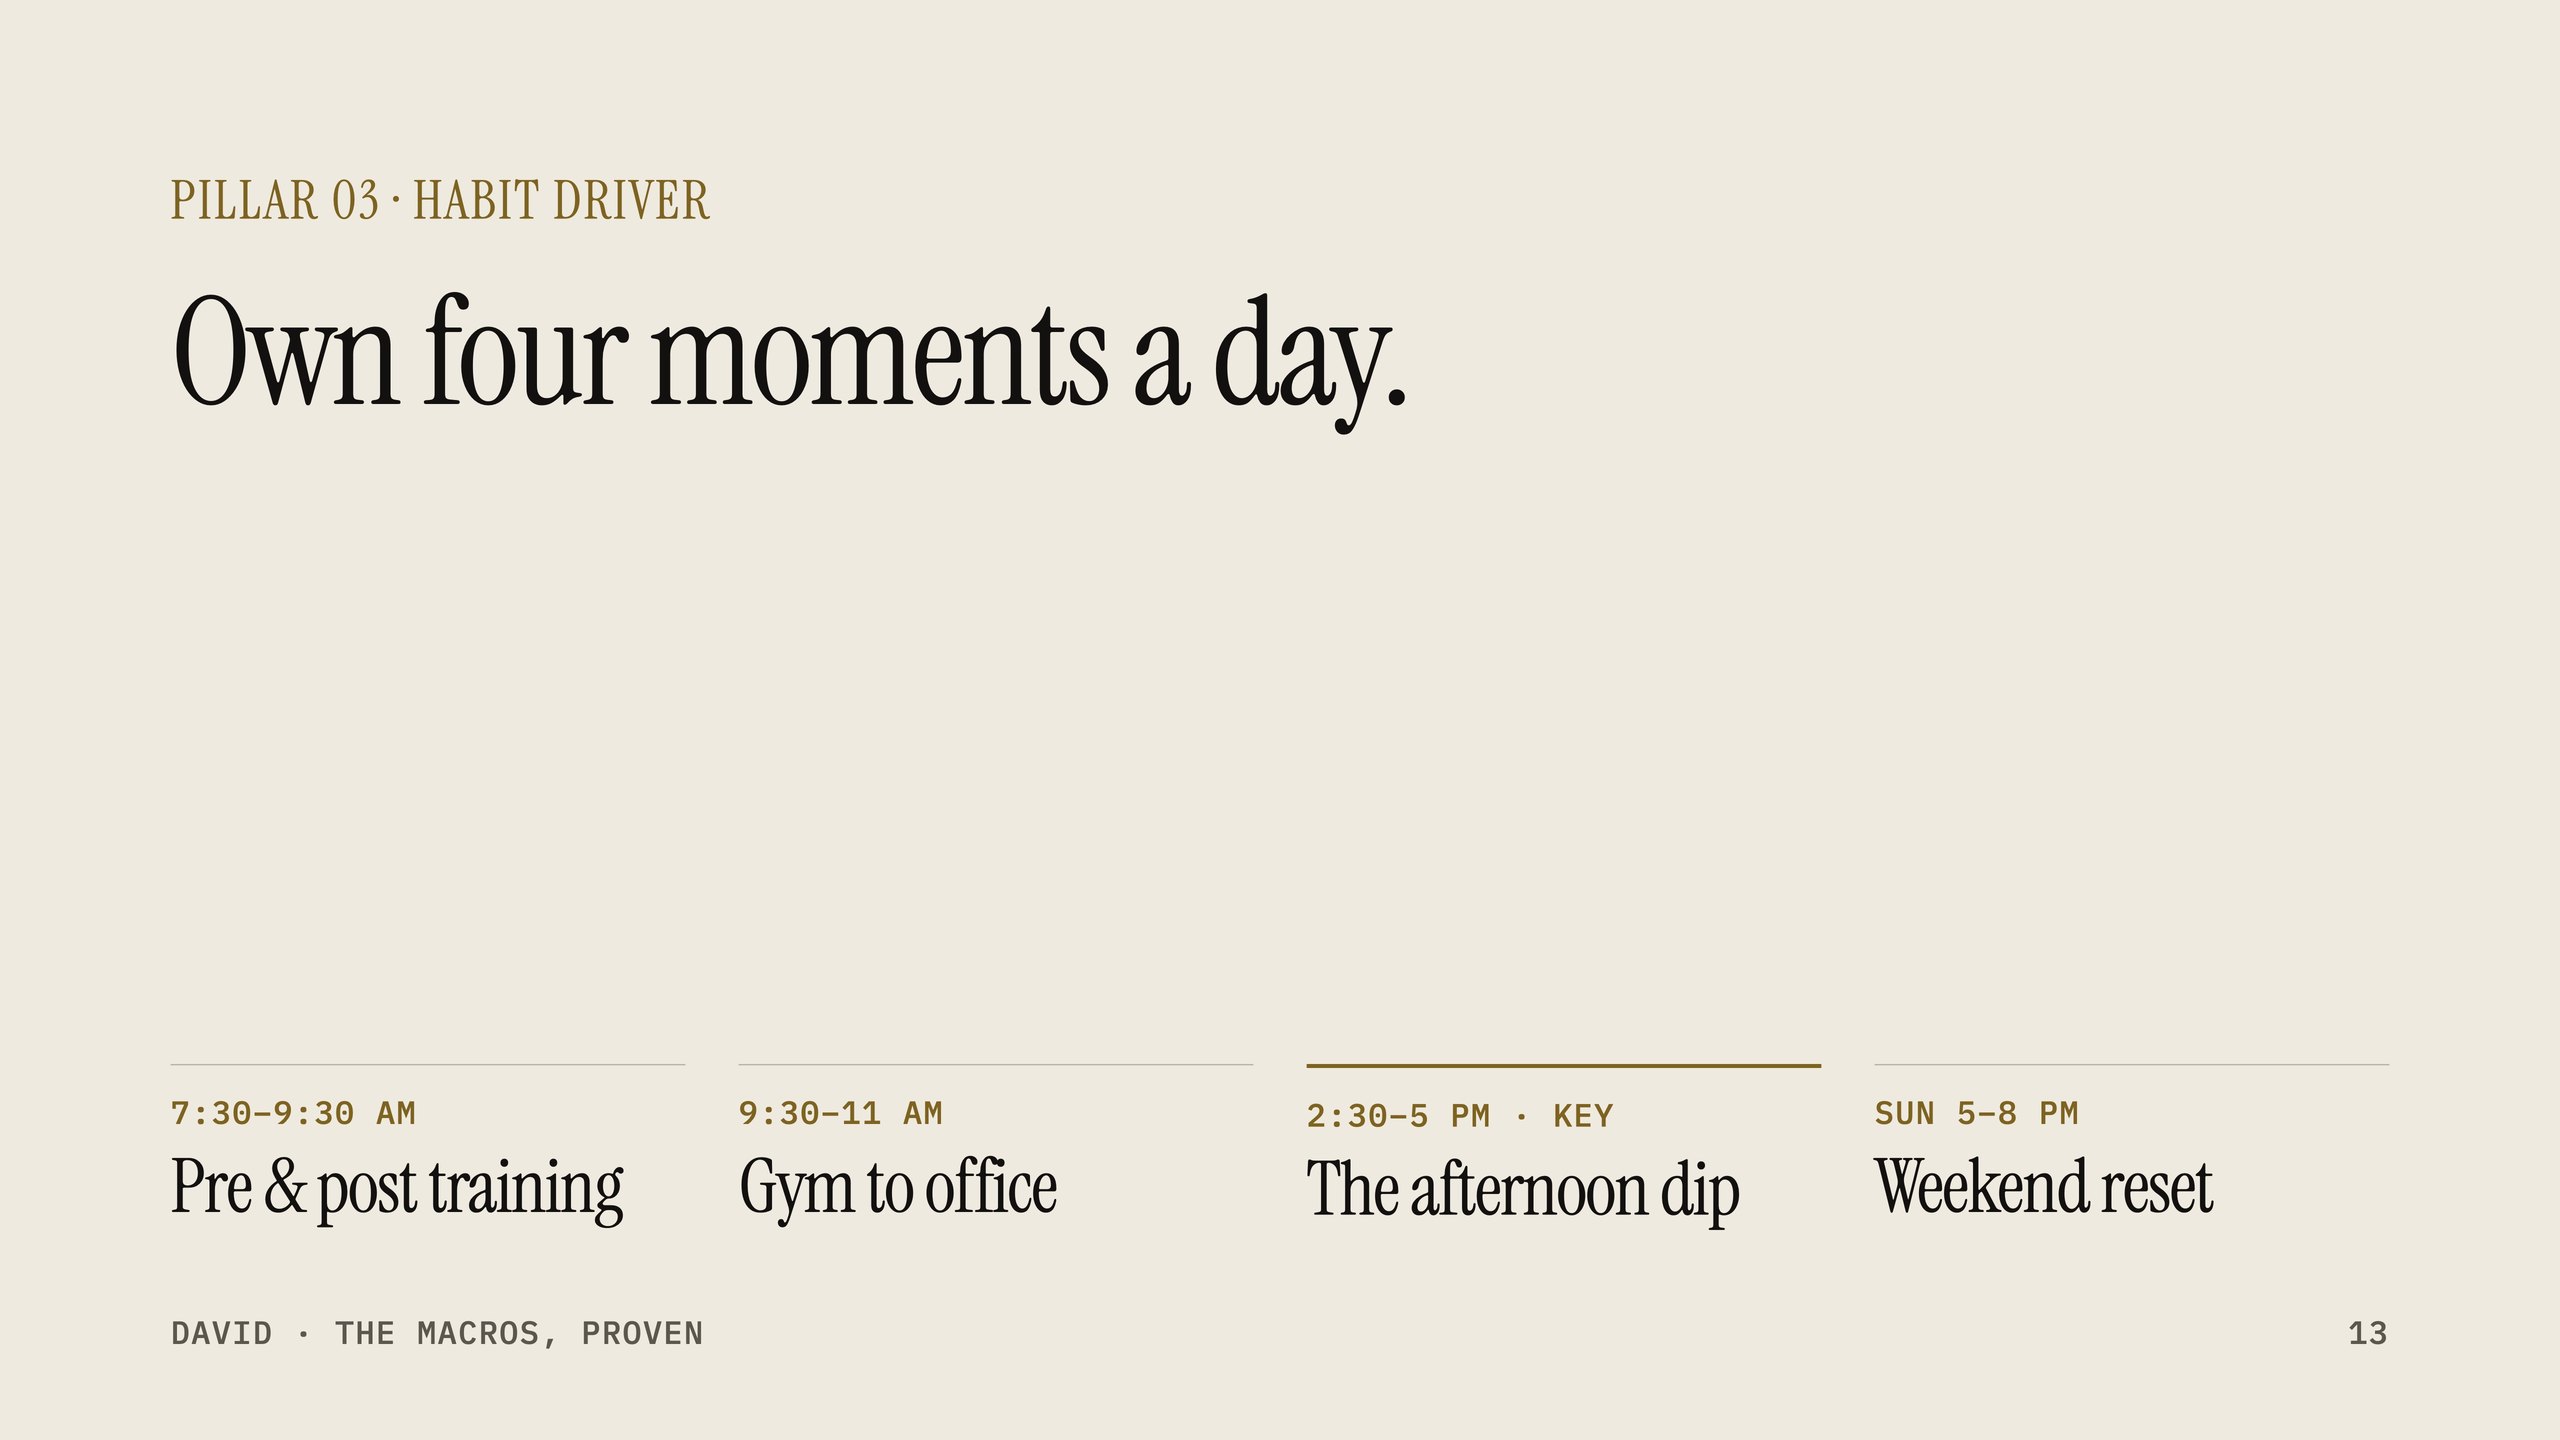 PILLAR 03 · HABIT DRIVER
Own four moments a day.
7:30–9:30 AM
Pre & post training
9:30–11 AM
Gym to office
2:30–5 PM · KEY
The afternoon dip
SUN 5–8 PM
Weekend reset
DAVID · THE MACROS, PROVEN
13